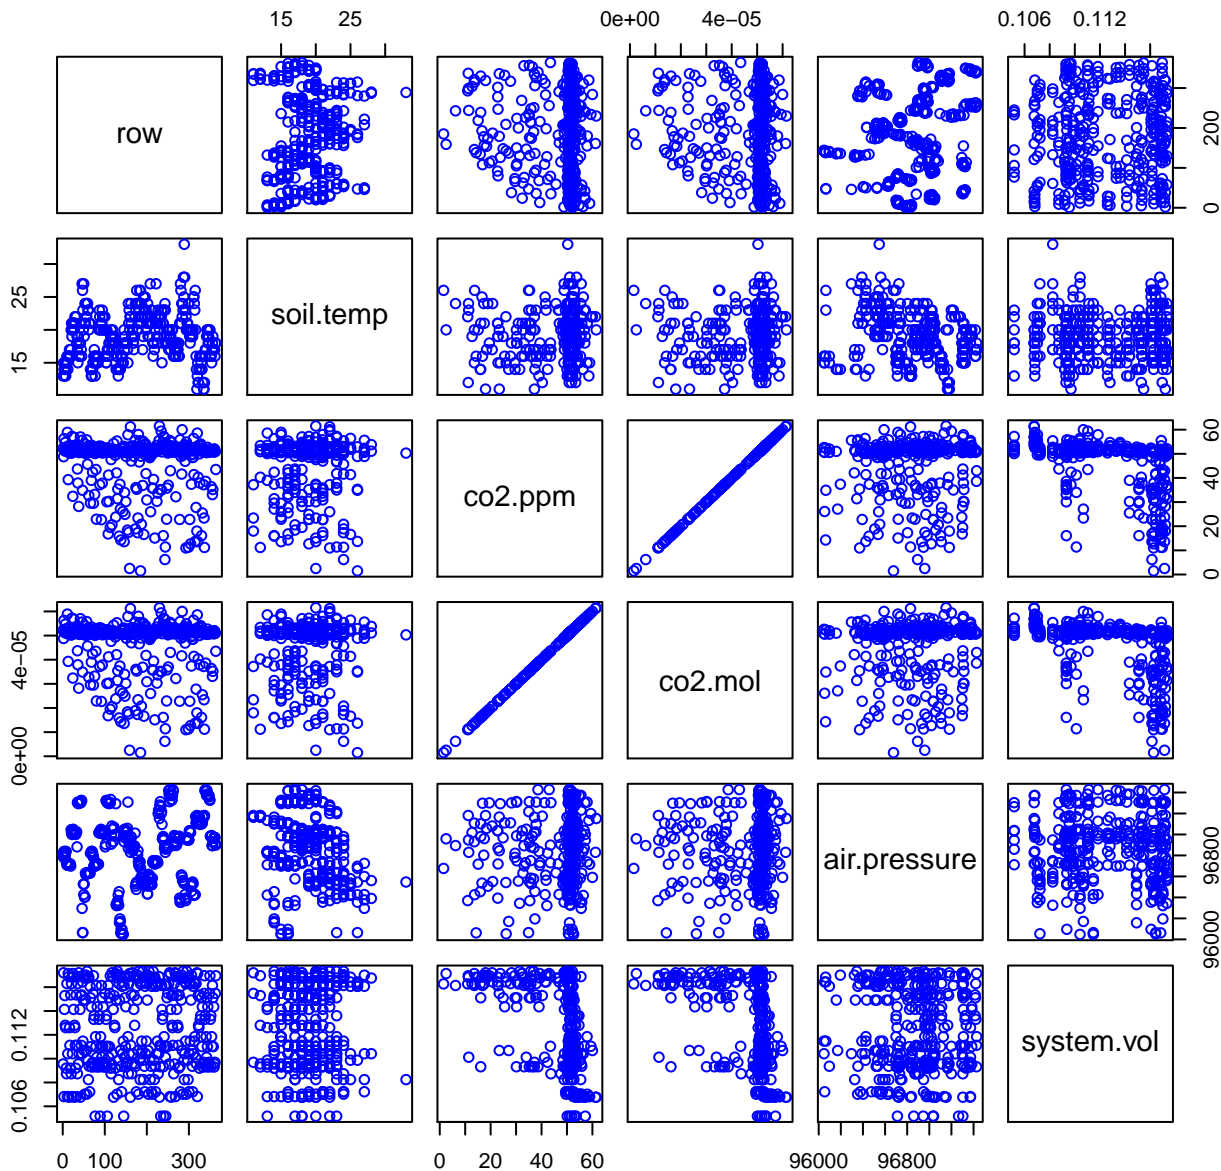 15 25 0e+00 4e-05 0.106 0.112
row 0 200
15 25 soil.temp
co2.ppm 0 20 40 60
0e+00 4e-05 co2.mol
air.pressure 96000 96800
0.106 0.112 system.vol
0 100 300 0 20 40 60 96000 96800